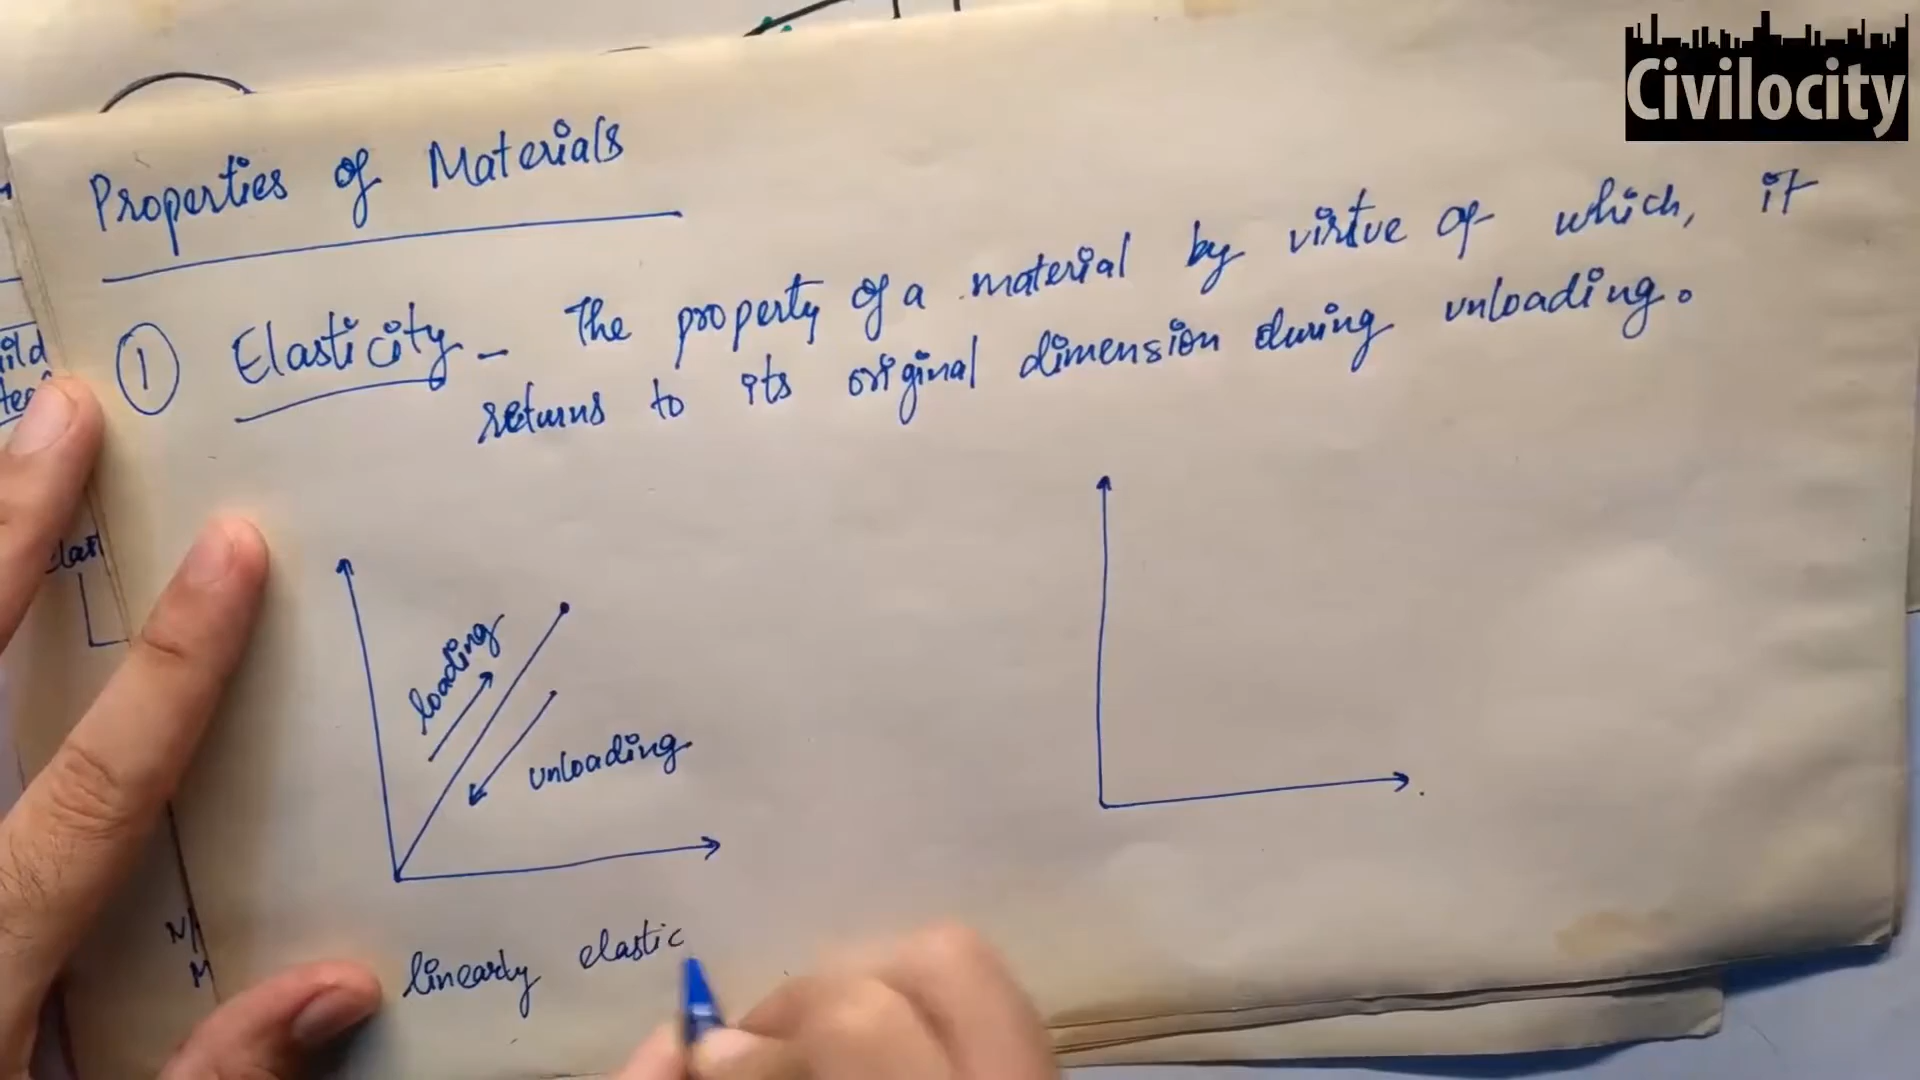 Civilocity
Properties of Materials
1 Elasticity - The property of a material by virtue of which, it
returns to its original dimension during unloading.
loading
unloading
linearly elastic